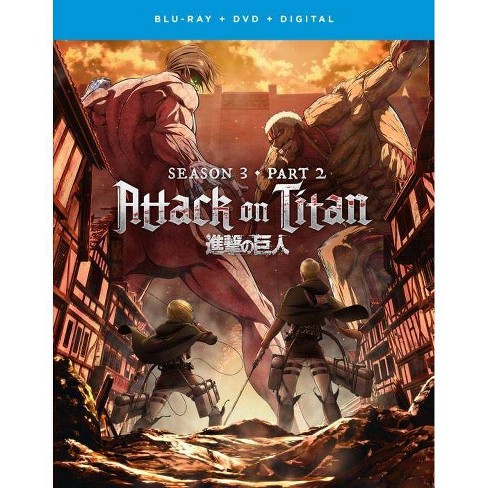 BLU-RAY + DVD + DIGITAL
SEASON 3 • PART 2
Attack on Titan
進撃の巨人